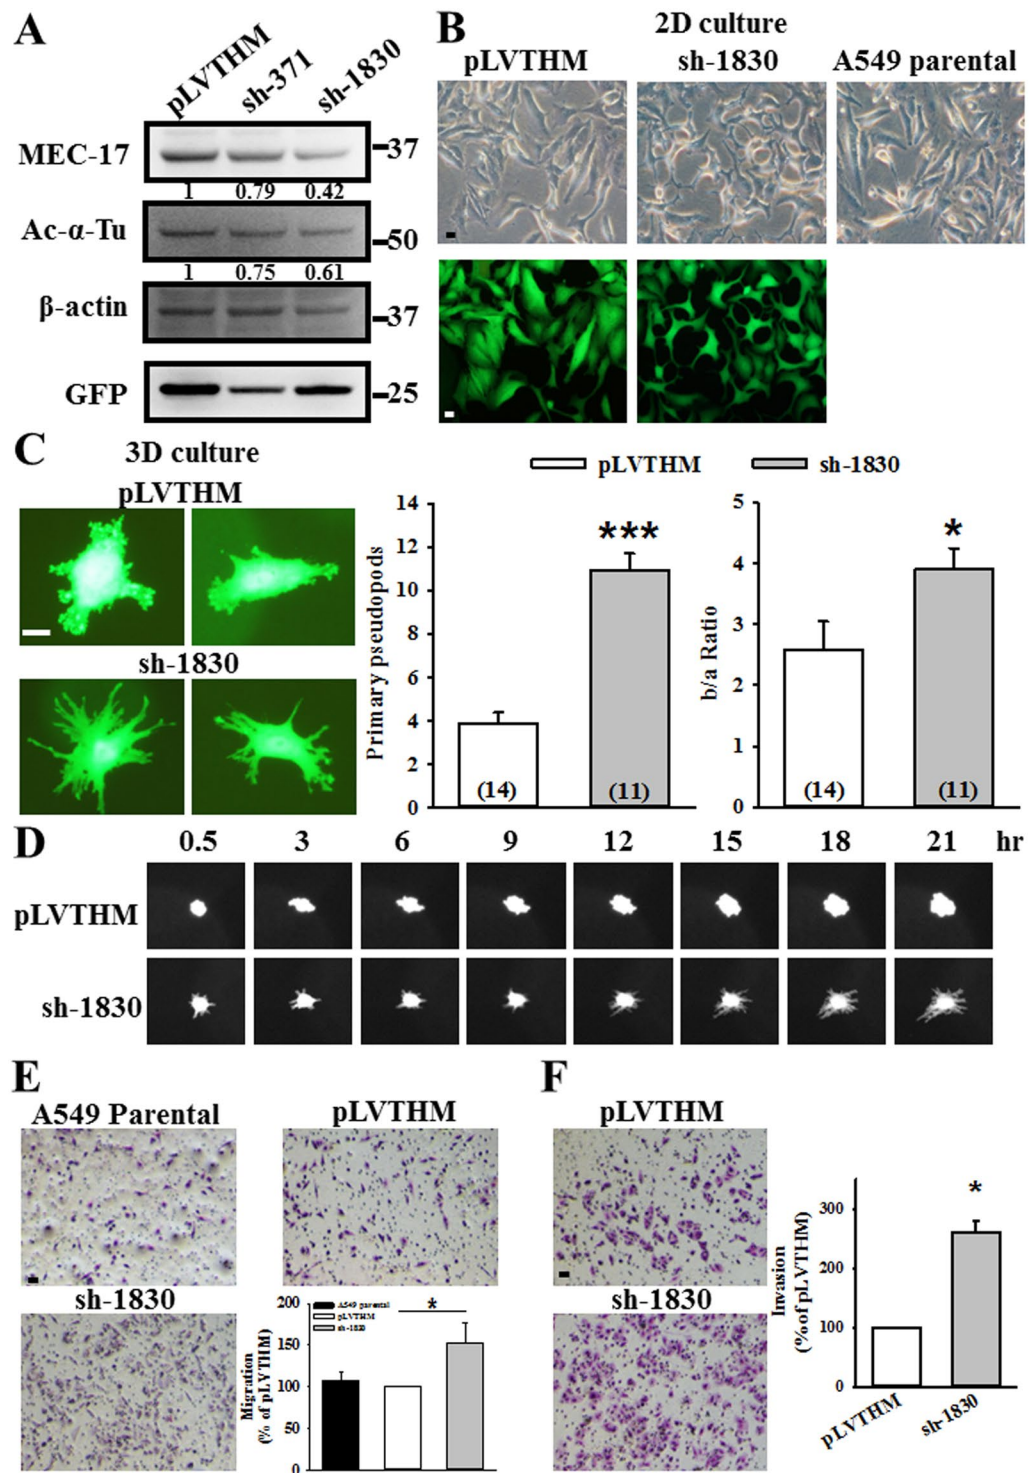 A
pLVTHM
sh-371
sh-1830
MEC-17
37
1 0.79 0.42
Ac-α-Tu
50
1 0.75 0.61
β-actin
37
GFP
25
B
2D culture
pLVTHM
sh-1830
A549 parental
C
3D culture
pLVTHM
sh-1830
pLVTHM
sh-1830
Primary pseudopods
14
12
10
8
6
4
2
0
***
(14)
(11)
b/a Ratio
5
4
3
2
1
0
*
(14)
(11)
D
0.5 3 6 9 12 15 18 21 hr
pLVTHM
sh-1830
E
A549 Parental
pLVTHM
sh-1830
Migration
(% of pLVTHM)
200
150
100
50
0
A549 parental
pLVTHM
sh-1830
*
F
pLVTHM
sh-1830
Invasion
(% of pLVTHM)
300
200
100
0
*
pLVTHM
sh-1830